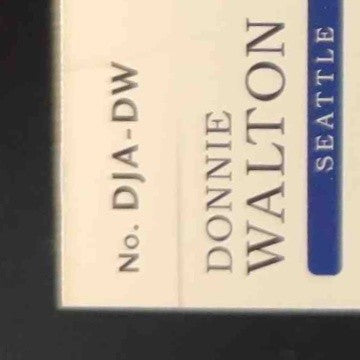 No. DJA-DW
DONNIE
WALTON
SEATTLE